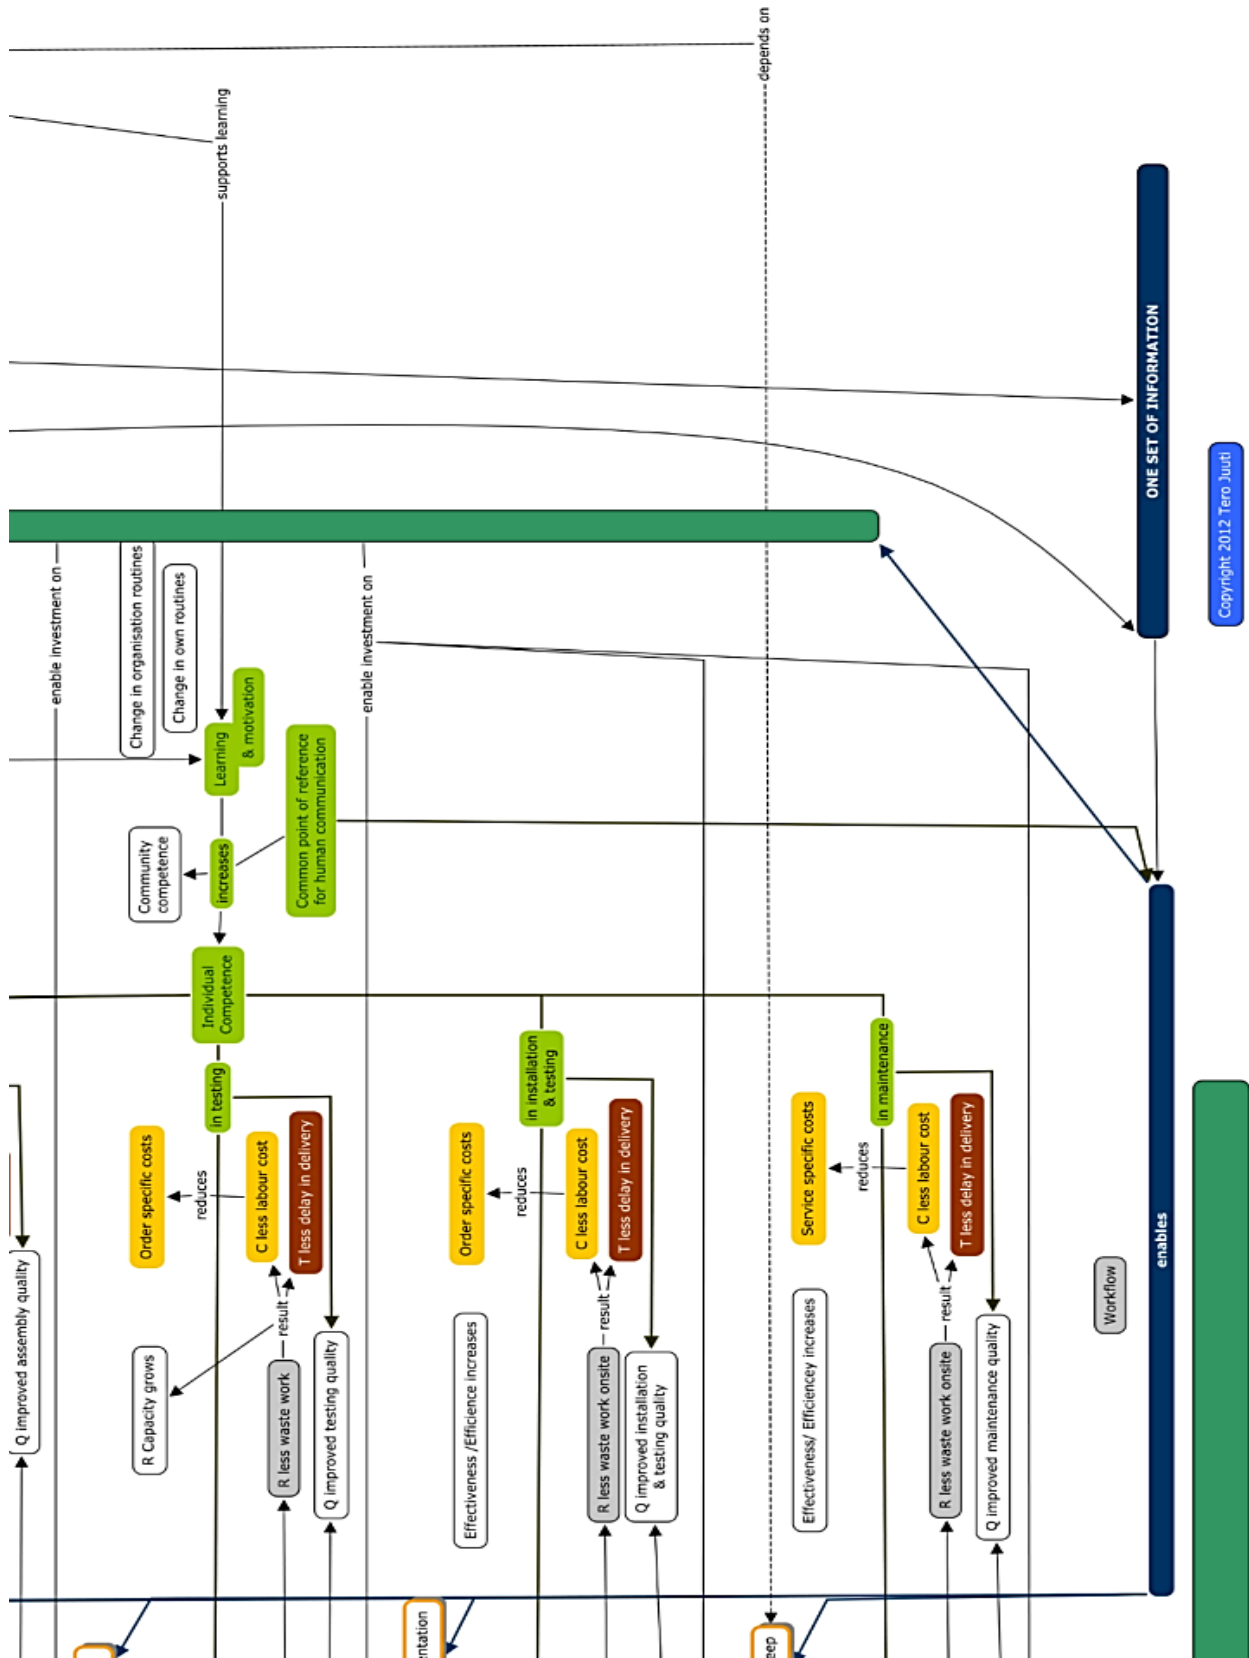 depends on
supports learning
ONE SET OF INFORMATION
Copyright 2012 Tero Juuti
enable investment on
Change in organisation routines
Change in own routines
enable investment on
Learning
& motivation
Common point of reference
for human communication
Community
competence
increases
Individual
Competence
in testing
in installation
& testing
in maintenance
Order specific costs
reduces
C less labour cost
T less delay in delivery
Order specific costs
reduces
C less labour cost
T less delay in delivery
Service specific costs
reduces
C less labour cost
T less delay in delivery
enables
Workflow
Q improved assembly quality
R Capacity grows
result
R less waste work
Q improved testing quality
Effectiveness /Efficience increases
result
R less waste work onsite
Q improved installation
& testing quality
Effectiveness/ Efficiencey increases
result
R less waste work onsite
Q improved maintenance quality
entation
eep